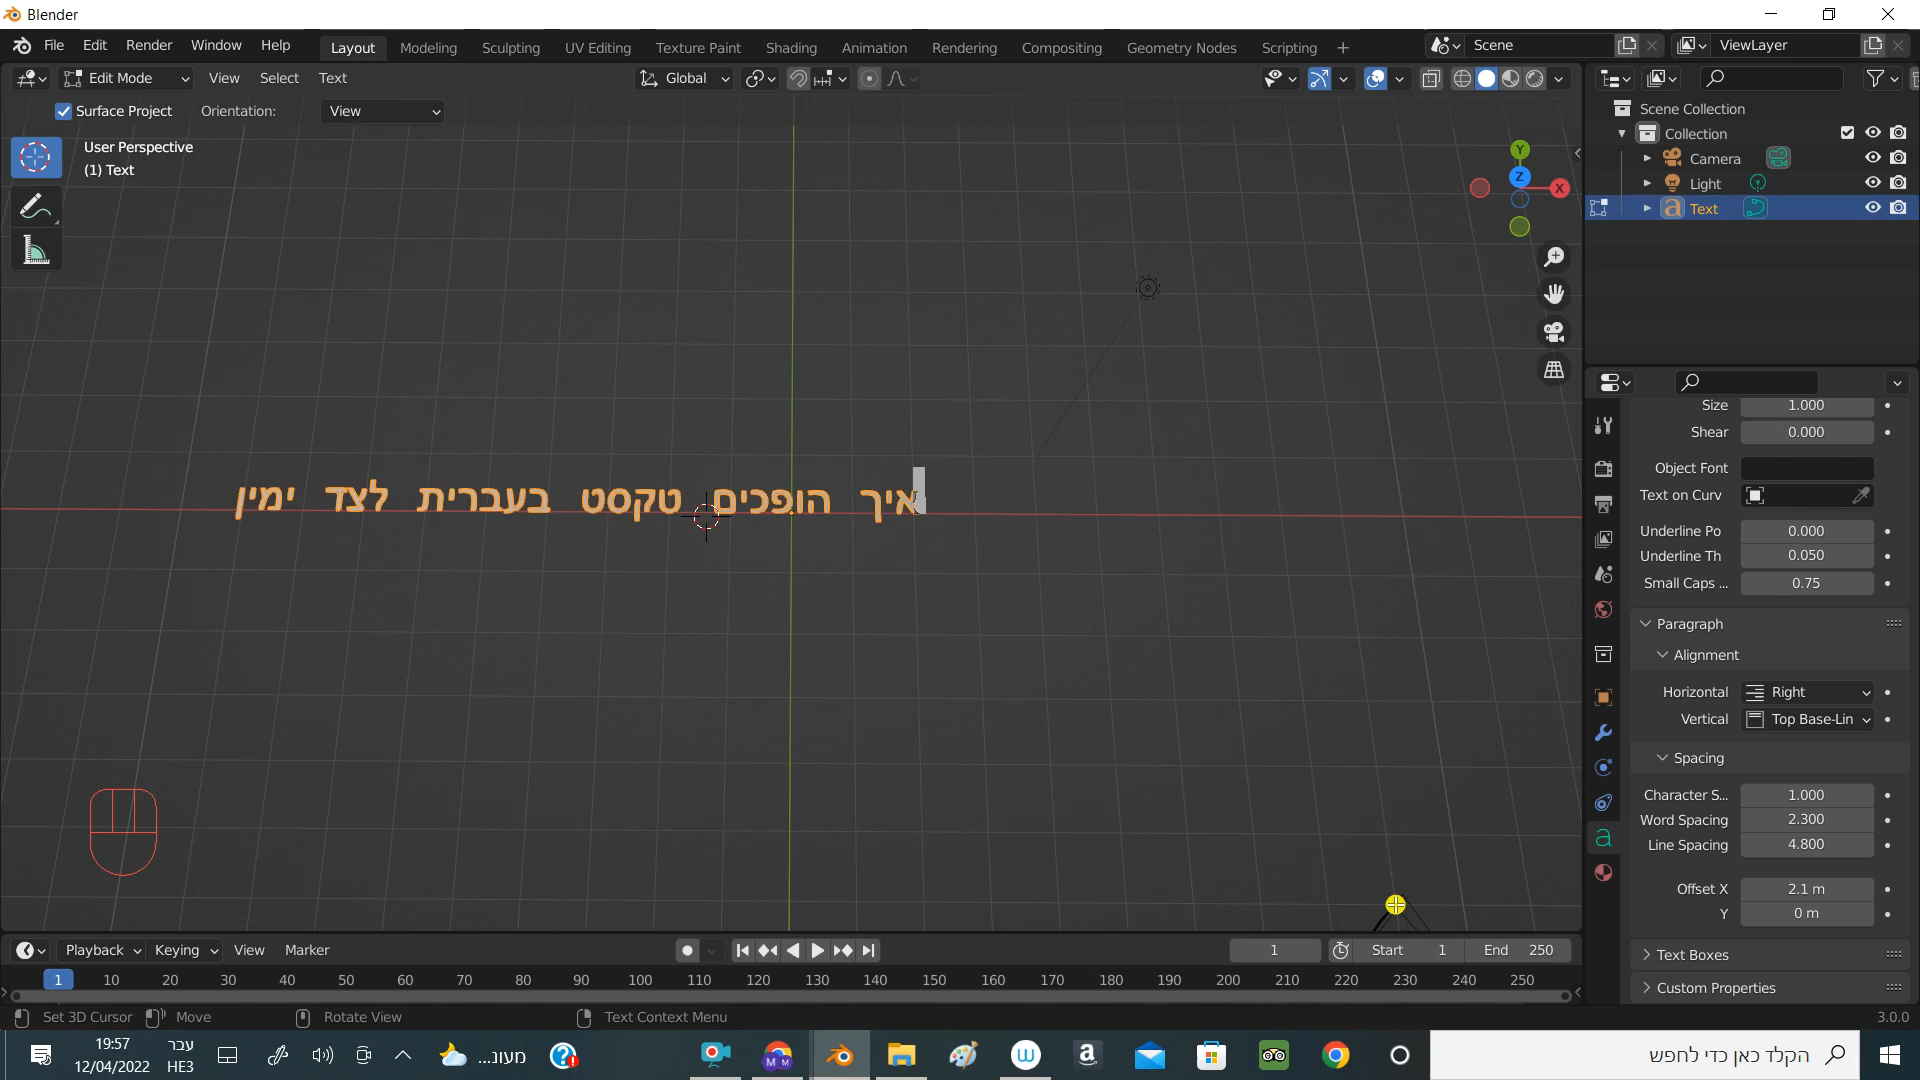 Blender
File Edit Render Window Help Layout Modeling Sculpting UV Editing Texture Paint Shading Animation Rendering Compositing Geometry Nodes Scripting + Scene ViewLayer
Edit Mode View Select Text Global
Surface Project Orientation: View
User Perspective
(1) Text
Y
Z
X
Scene Collection
Collection
Camera
Light
Text
איך הופכים טקסט בעברית לצד ימין
Size 1.000
Shear 0.000
Object Font
Text on Curv
Underline Po 0.000
Underline Th 0.050
Small Caps ... 0.75
Paragraph
Alignment
Horizontal Right
Vertical Top Base-Lin
Spacing
Character S... 1.000
Word Spacing 2.300
Line Spacing 4.800
Offset X 2.1 m
Y 0 m
Text Boxes
Custom Properties
Playback Keying View Marker 1 Start 1 End 250
1 10 20 30 40 50 60 70 80 90 100 110 120 130 140 150 160 170 180 190 200 210 220 230 240 250
Set 3D Cursor Move Rotate View Text Context Menu 3.0.0
19:57
12/04/2022
עבר
HE3
מעונ...
הקלד כאן כדי לחפש